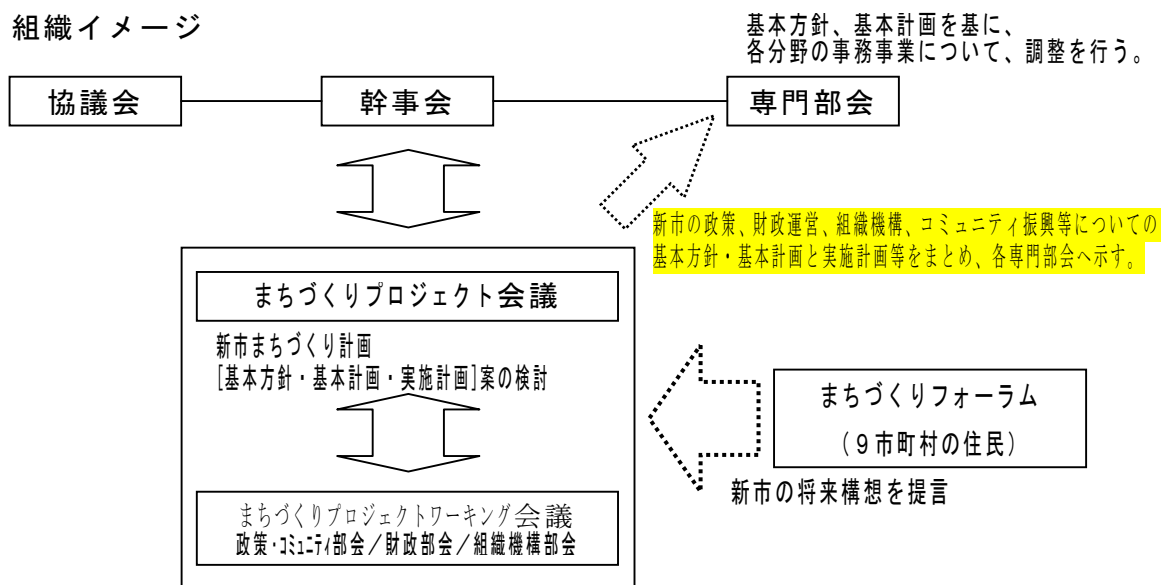 組織イメージ
基本方針、基本計画を基に、
各分野の事務事業について、調整を行う。
協議会
幹事会
専門部会
新市の政策、財政運営、組織機構、コミュニティ振興等についての
基本方針・基本計画と実施計画等をまとめ、各専門部会へ示す。
まちづくりプロジェクト会議
新市まちづくり計画
[基本方針・基本計画・実施計画]案の検討
まちづくりフォーラム
(9市町村の住民)
新市の将来構想を提言
まちづくりプロジェクトワーキング会議
政策・コミュニティ部会／財政部会／組織機構部会